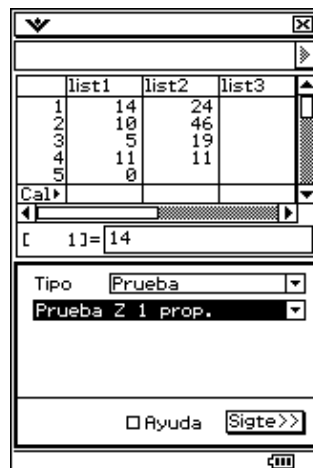 list1 list2 list3
1 14 24
2 10 46
3 5 19
4 11 11
5 0
Cal▸
[ 1]= 14
Tipo Prueba
Prueba Z 1 prop.
Ayuda Sigte>>